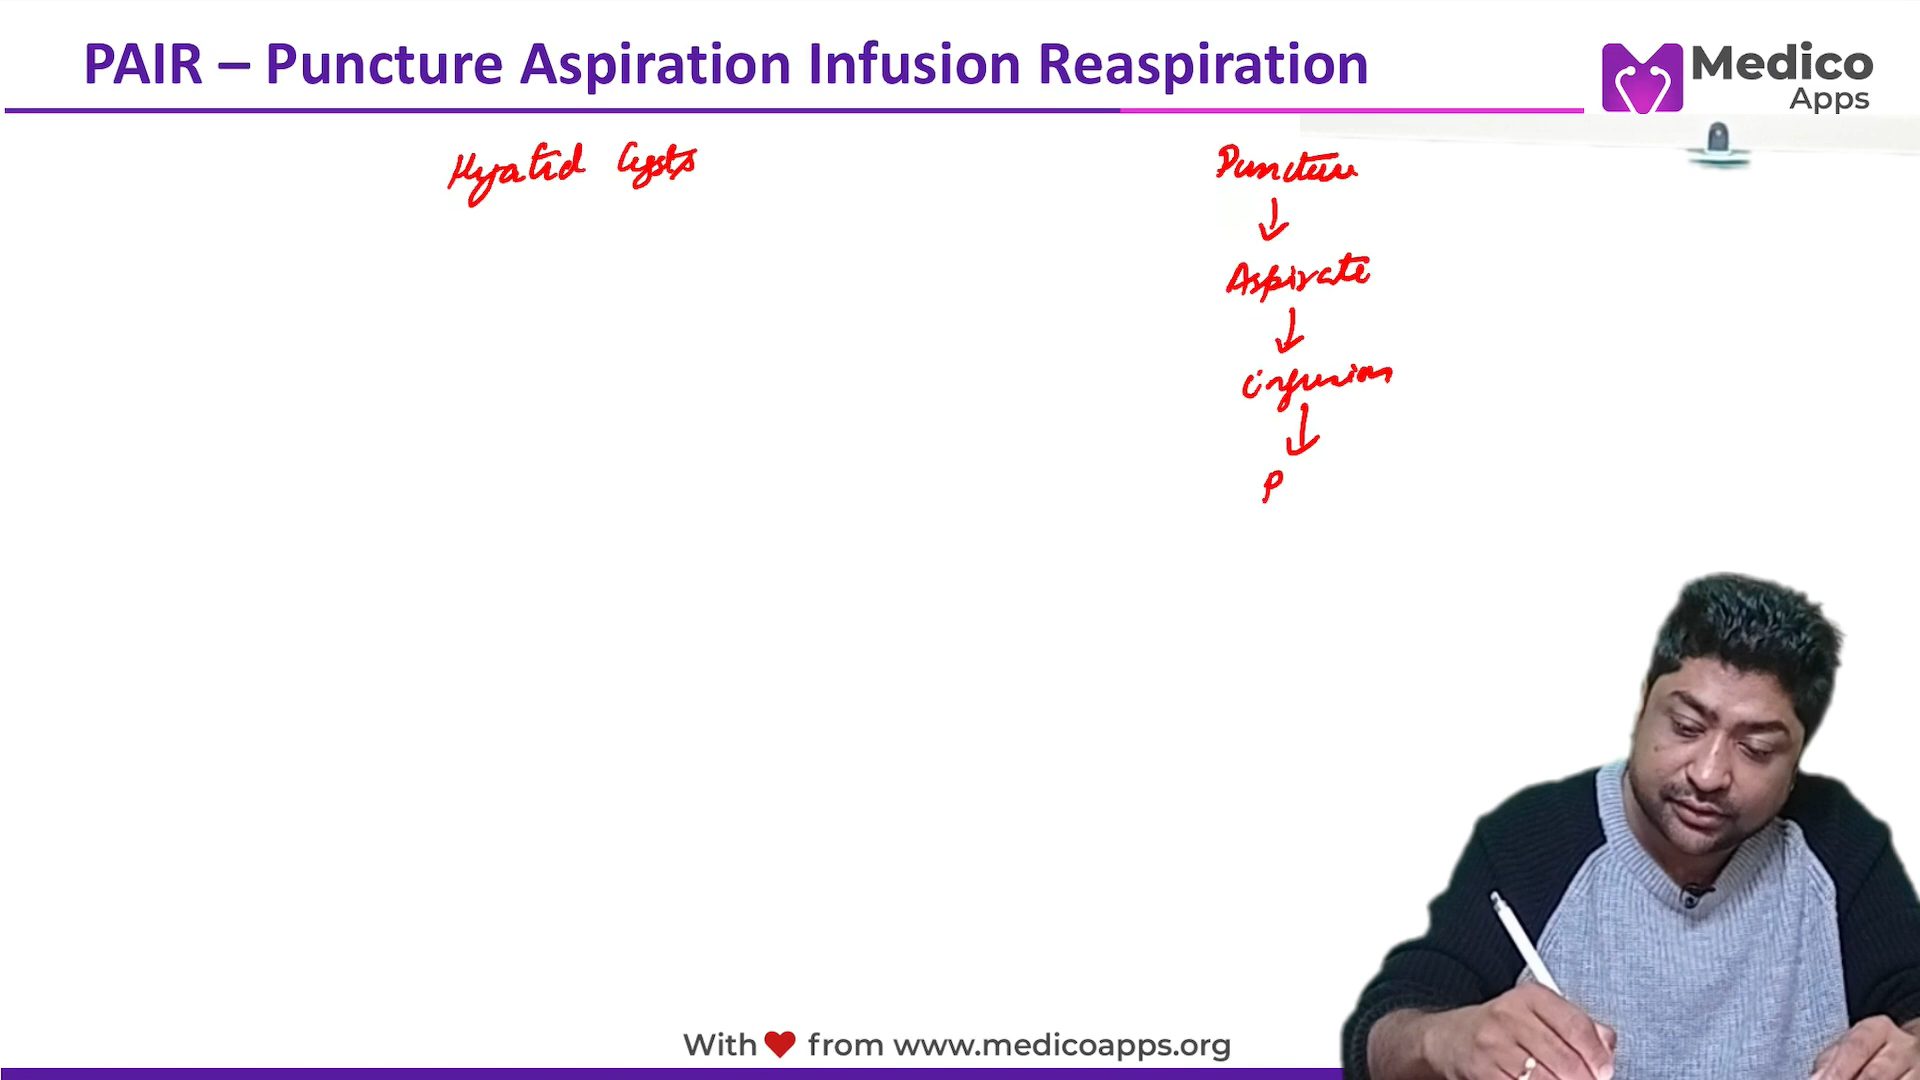 PAIR – Puncture Aspiration Infusion Reaspiration
Medico
Apps
Hyatid Cysts
Puncture
Aspirate
infusion
P
With ❤ from www.medicoapps.org